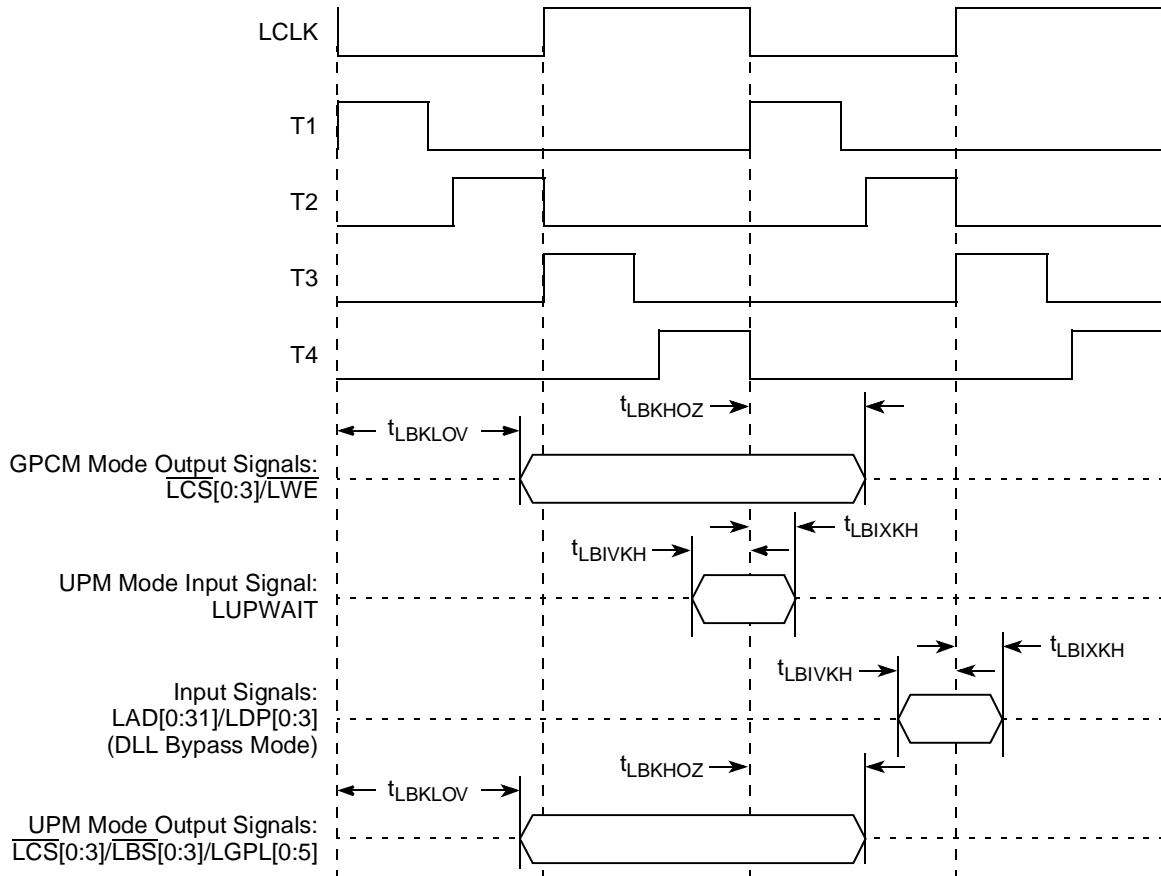 LCLK
T1
T2
T3
T4
tLBKHOZ
tLBKLOV
GPCM Mode Output Signals:
LCS[0:3]/LWE
tLBIXKH
tLBIVKH
UPM Mode Input Signal:
LUPWAIT
tLBIXKH
tLBIVKH
Input Signals:
LAD[0:31]/LDP[0:3]
(DLL Bypass Mode)
tLBKHOZ
tLBKLOV
UPM Mode Output Signals:
LCS[0:3]/LBS[0:3]/LGPL[0:5]